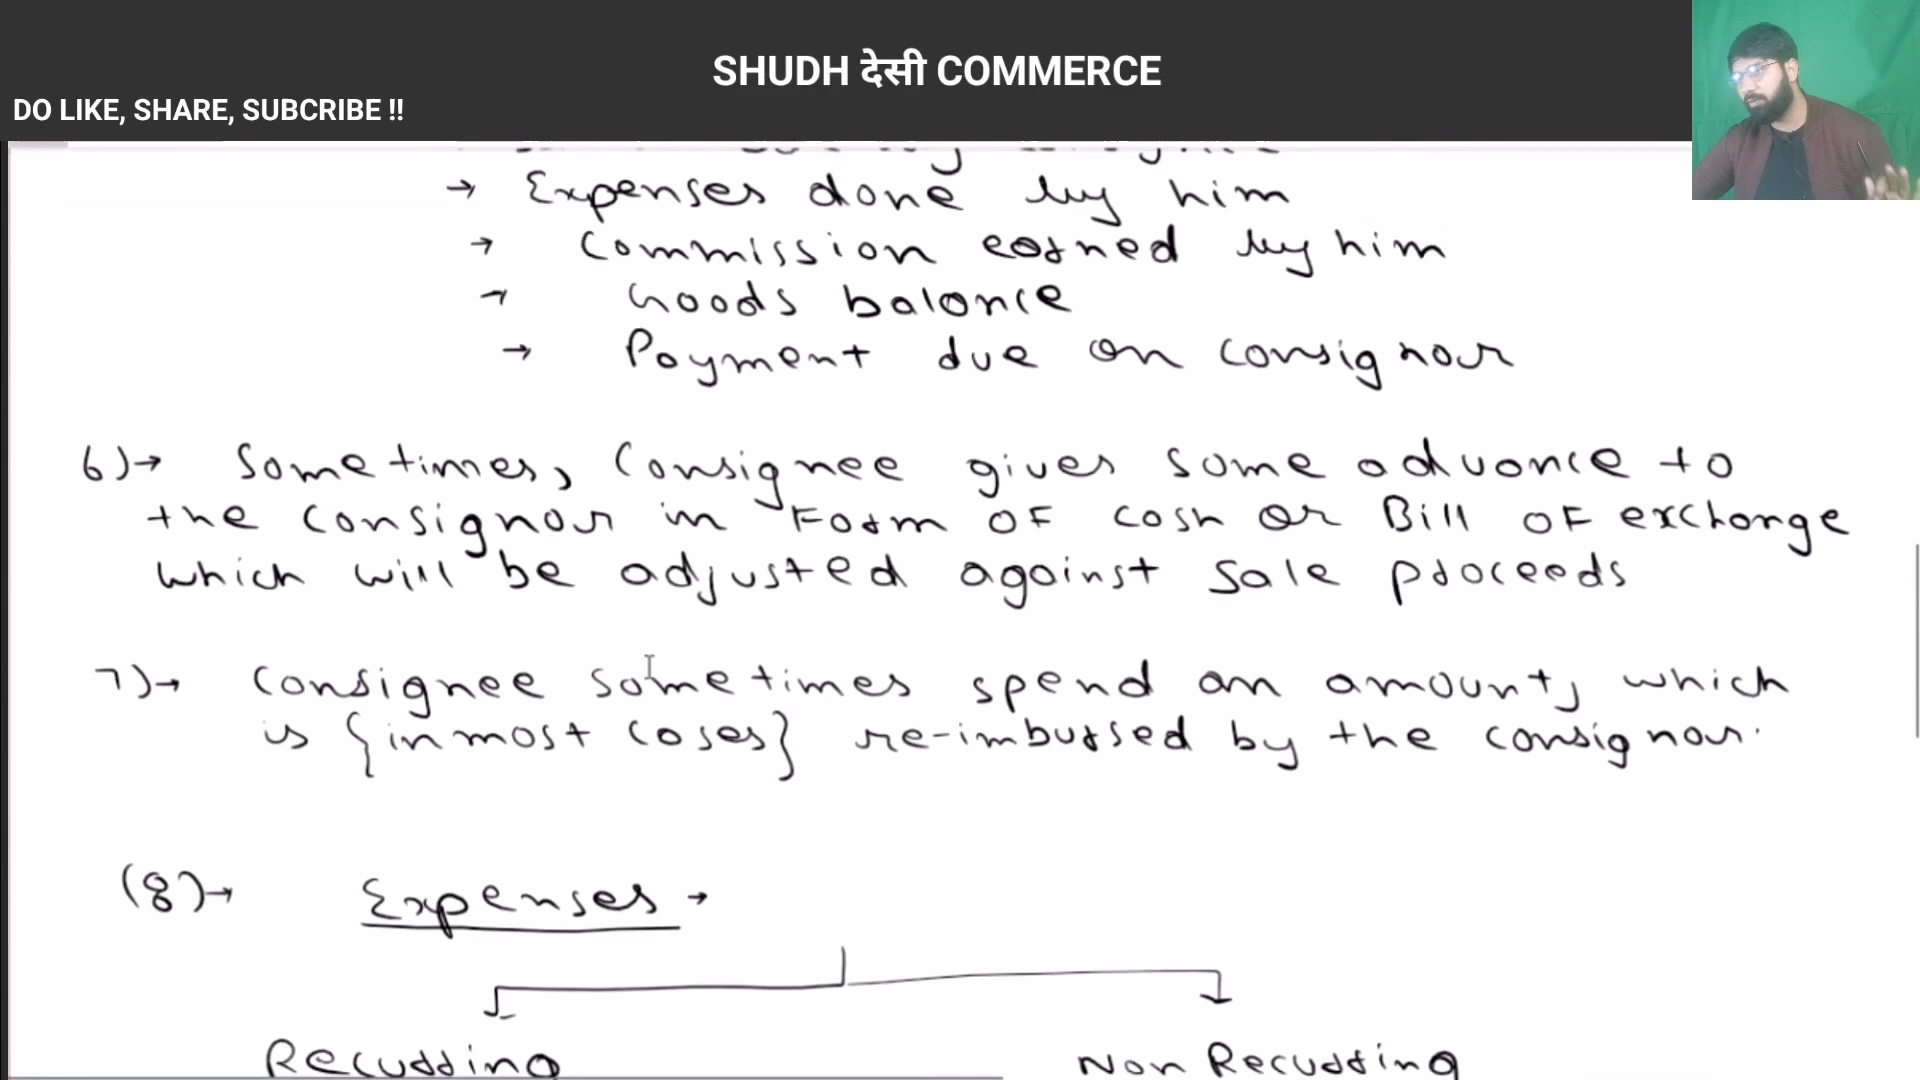 SHUDH देसी COMMERCE
DO LIKE, SHARE, SUBCRIBE !!
→ Expenses done by him
→ Commission earned by him
→ Goods balance
→ Payment due on consignor
6)→ Sometimes, Consignee gives some advance to
the consignor in Form OF cash or Bill OF exchange
which will be adjusted against Sale proceeds
7)→ Consignee sometimes spend an amount, which
is {in most cases} re-imbursed by the consignor.
(8)→ Expenses →
Recurring Non Recurring